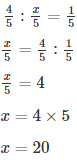 4/5 : x/5 = 1/5
x/5 = 4/5 : 1/5
x/5 = 4
x = 4 × 5
x = 20